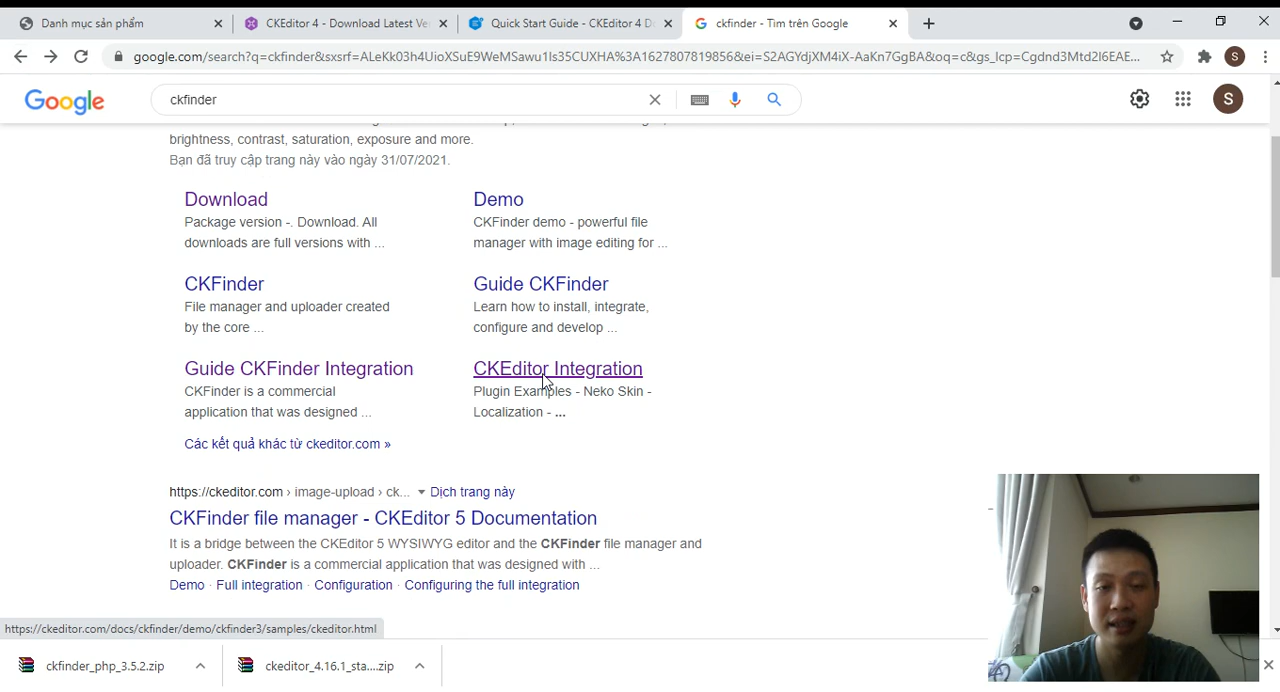 Danh mục sản phẩm
CKEditor 4 - Download Latest Ve
Quick Start Guide - CKEditor 4 D
ckfinder - Tìm trên Google
google.com/search?q=ckfinder&sxsrf=ALeKk03h4UioXSuE9WeMSawu1Is35CUXHA%3A1627807819856&ei=S2AGYdjXM4iX-AaKn7GgBA&oq=c&gs_lcp=Cgdnd3Mtd2l6EAE...
S
Google
ckfinder
S
brightness, contrast, saturation, exposure and more.
Bạn đã truy cập trang này vào ngày 31/07/2021.
Download
Package version -. Download. All
downloads are full versions with ...
Demo
CKFinder demo - powerful file
manager with image editing for ...
CKFinder
File manager and uploader created
by the core ...
Guide CKFinder
Learn how to install, integrate,
configure and develop ...
Guide CKFinder Integration
CKFinder is a commercial
application that was designed ...
CKEditor Integration
Plugin Examples - Neko Skin -
Localization - ...
Các kết quả khác từ ckeditor.com »
https://ckeditor.com › image-upload › ck... Dịch trang này
CKFinder file manager - CKEditor 5 Documentation
It is a bridge between the CKEditor 5 WYSIWYG editor and the CKFinder file manager and
uploader. CKFinder is a commercial application that was designed with ...
Demo · Full integration · Configuration · Configuring the full integration
https://ckeditor.com/docs/ckfinder/demo/ckfinder3/samples/ckeditor.html
ckfinder_php_3.5.2.zip
ckeditor_4.16.1_sta....zip